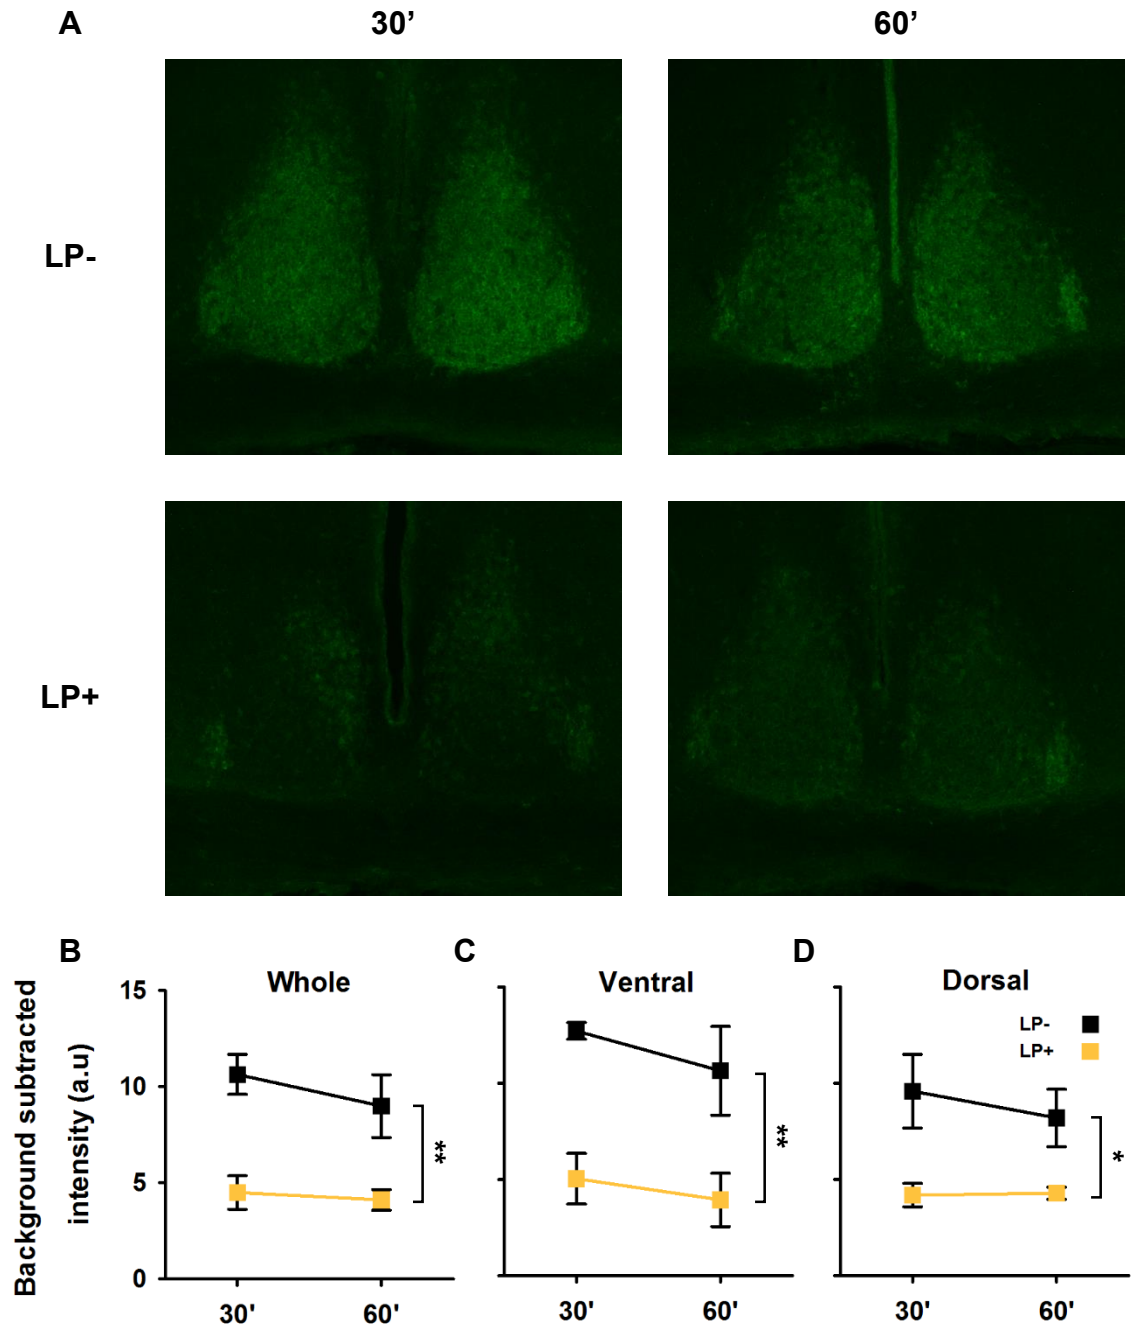 A
30’
60’
LP-
LP+
B
C
D
Whole
Ventral
Dorsal
Background subtracted
intensity (a.u)
15
10
5
0
LP-
LP+
**
**
*
30'
60'
30'
60'
30'
60'